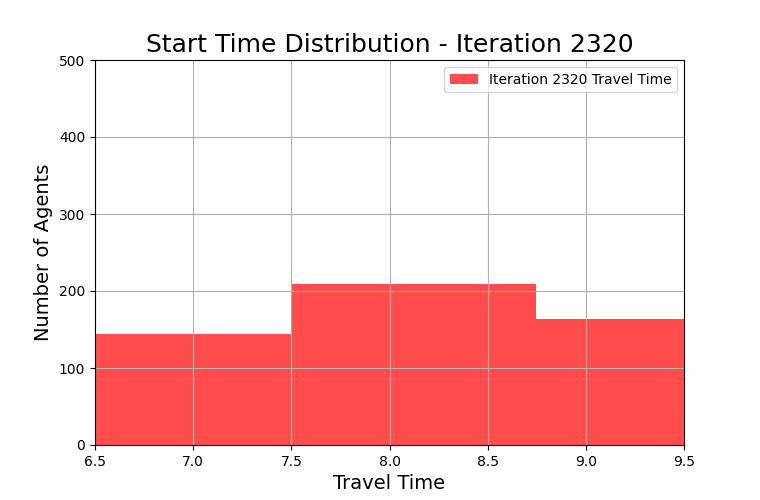 Start Time Distribution - Iteration 2320
500
400
300
200
100
0
Number of Agents
Iteration 2320 Travel Time
6.5 7.0 7.5 8.0 8.5 9.0 9.5
Travel Time